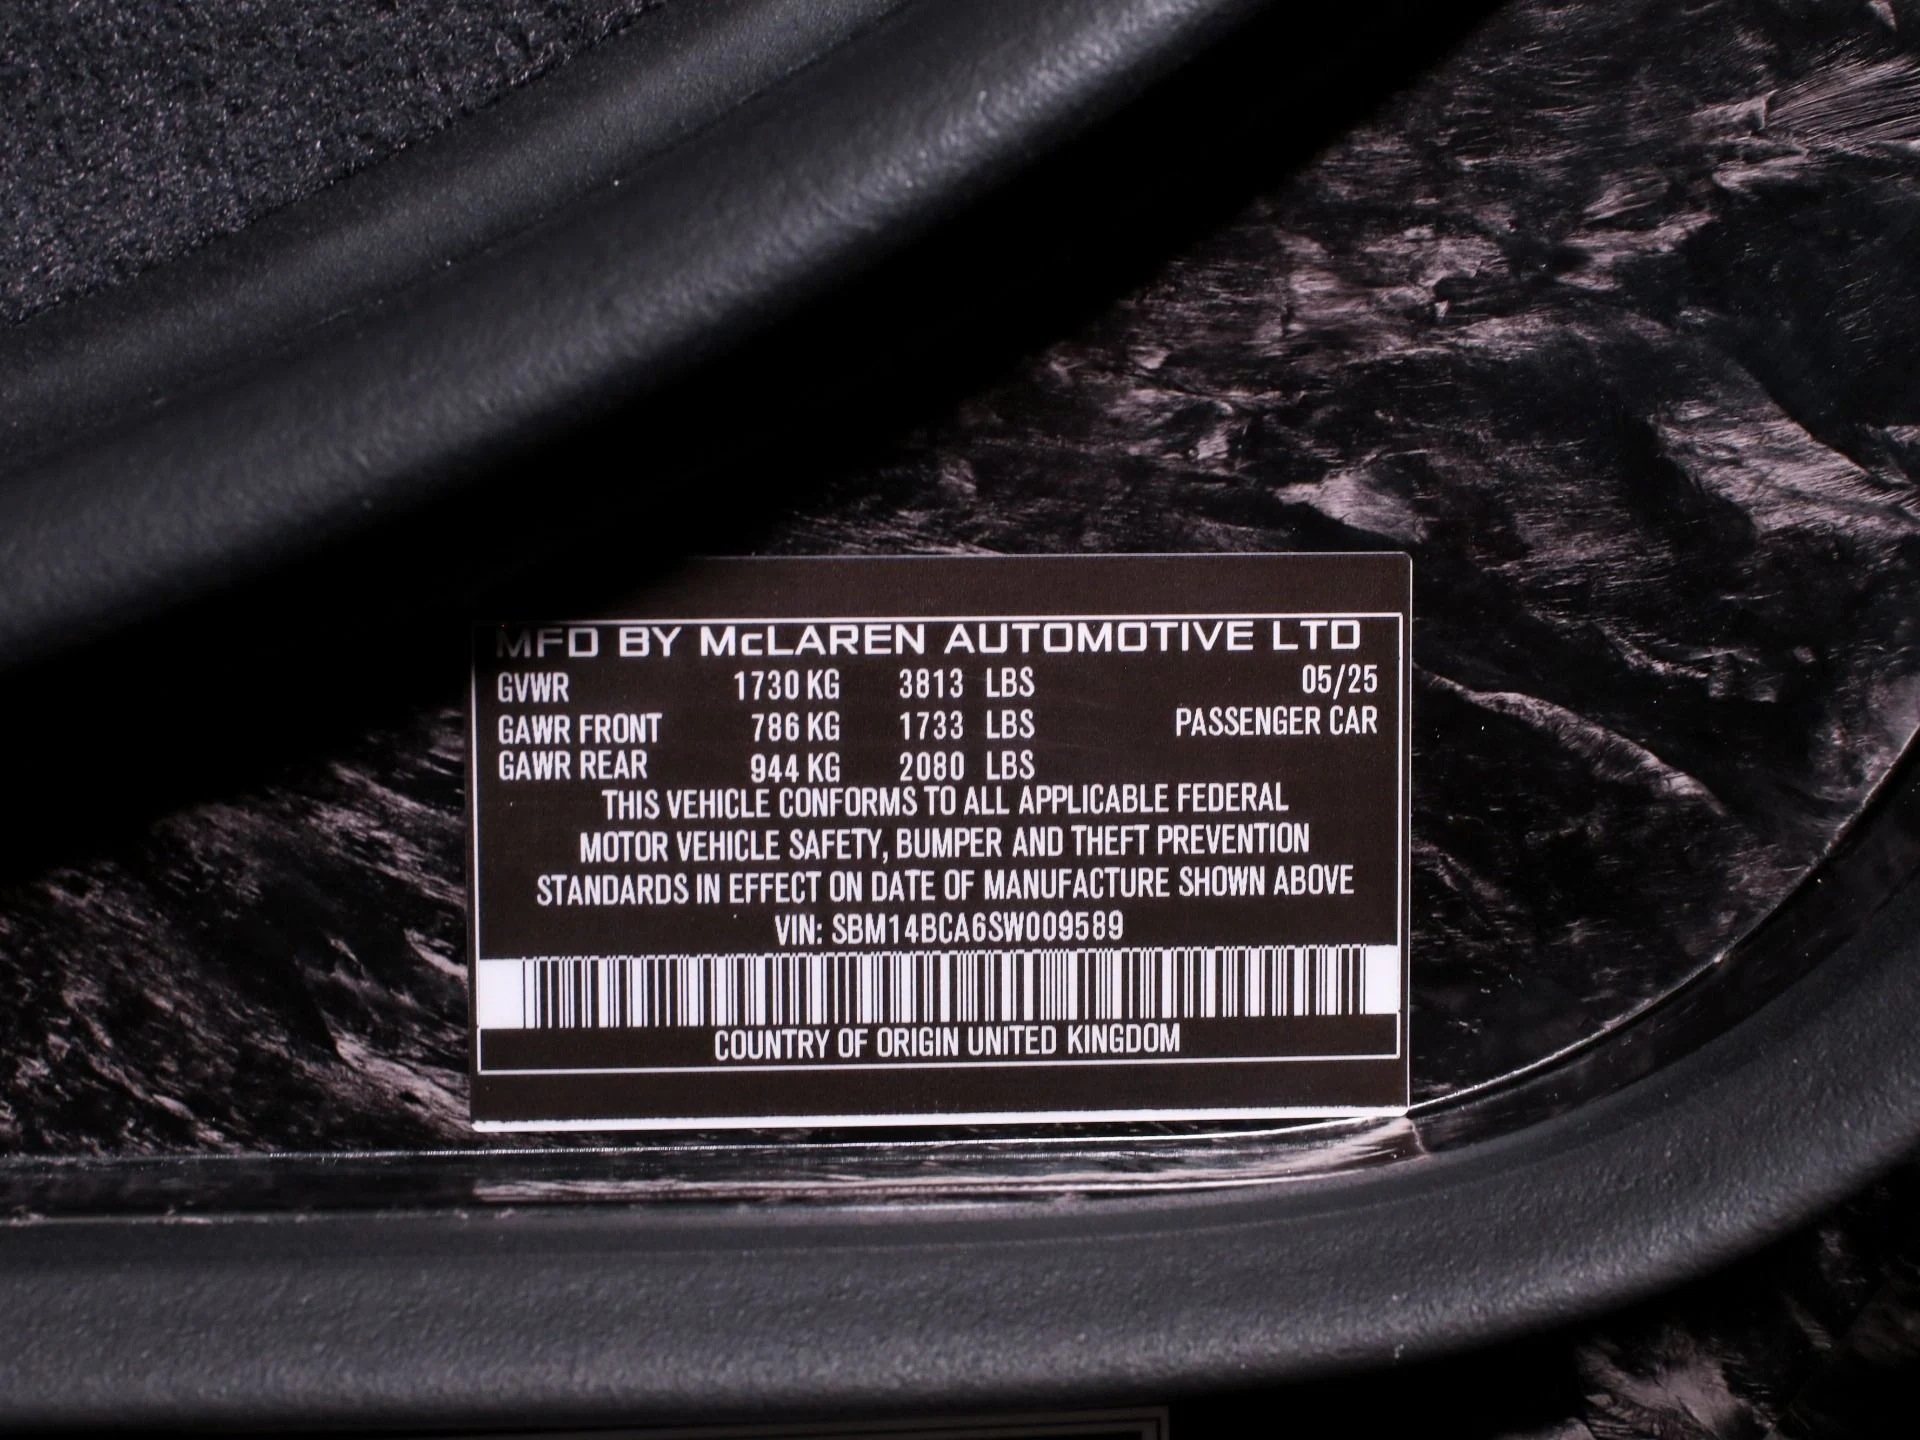 MFD BY McLAREN AUTOMOTIVE LTD
GVWR 1730 KG 3813 LBS 05/25
GAWR FRONT 786 KG 1733 LBS PASSENGER CAR
GAWR REAR 944 KG 2080 LBS
THIS VEHICLE CONFORMS TO ALL APPLICABLE FEDERAL
MOTOR VEHICLE SAFETY, BUMPER AND THEFT PREVENTION
STANDARDS IN EFFECT ON DATE OF MANUFACTURE SHOWN ABOVE
VIN: SBM14BCA6SW009589
COUNTRY OF ORIGIN UNITED KINGDOM